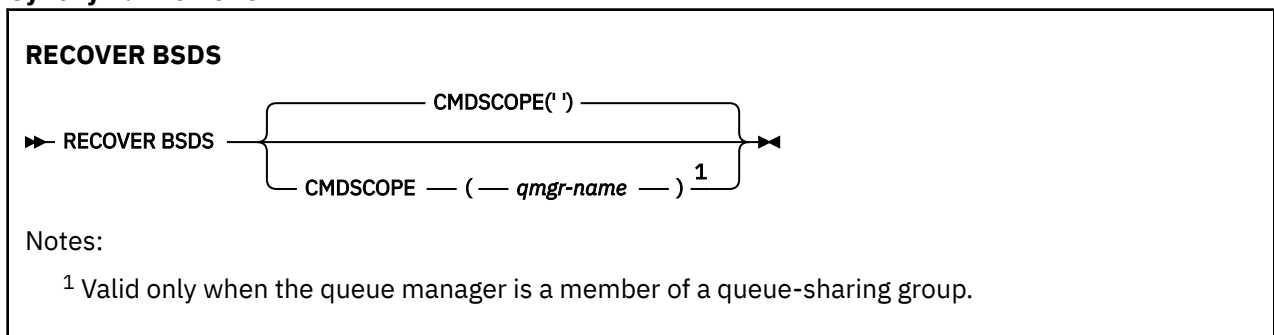 RECOVER BSDS
CMDSCOPE(' ')
RECOVER BSDS
CMDSCOPE ( qmgr-name ) 1
Notes:
1 Valid only when the queue manager is a member of a queue-sharing group.